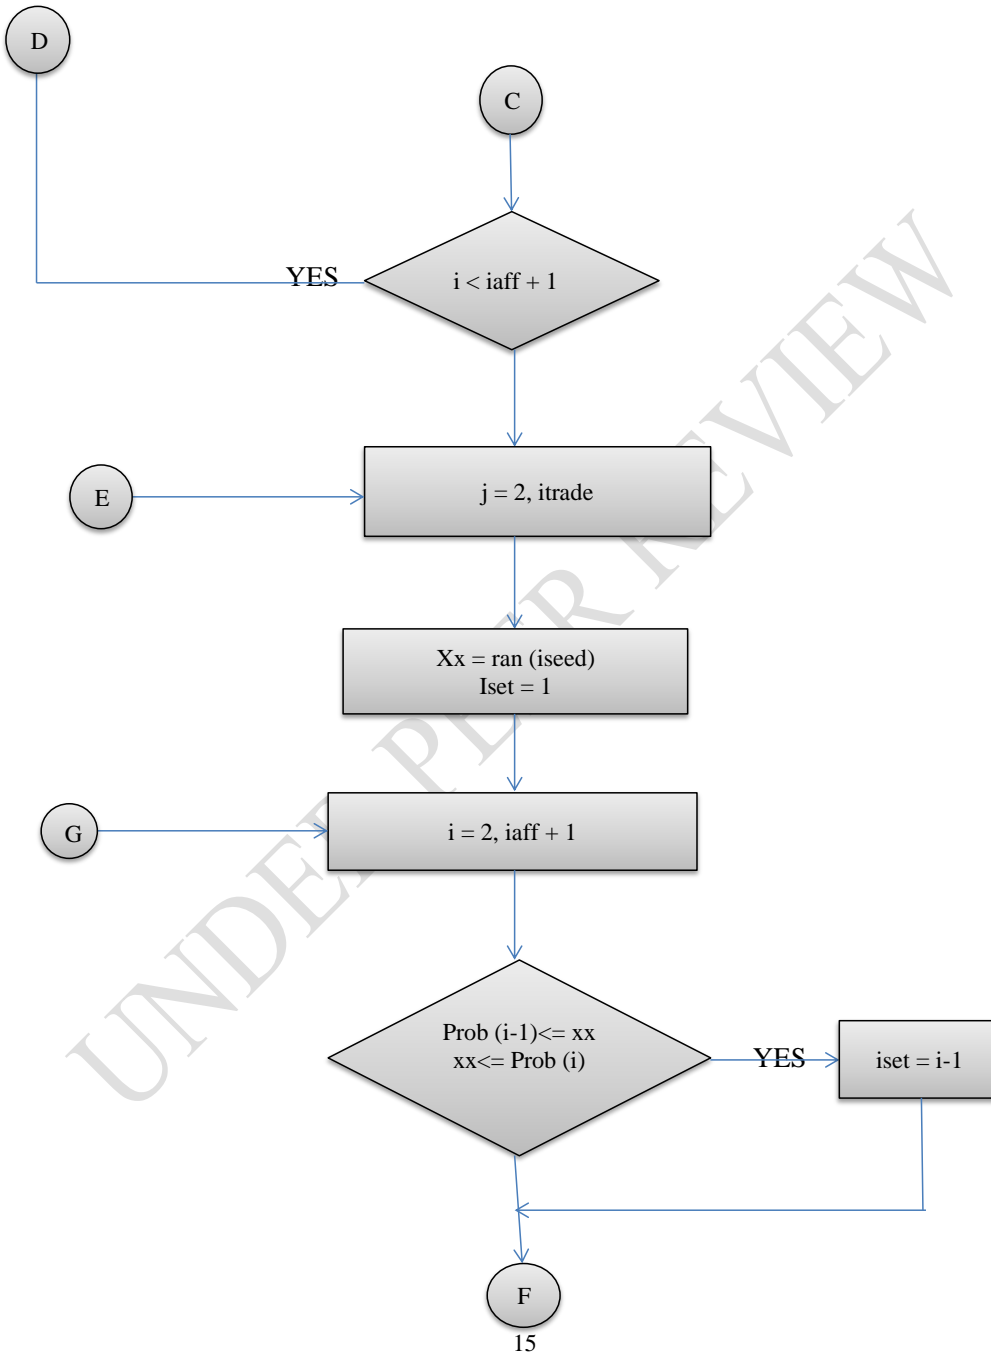 D
C
YES
i < iaff + 1
E
j = 2, itrade
Xx = ran (iseed)
Iset = 1
G
i = 2, iaff + 1
Prob (i-1)<= xx
xx<= Prob (i)
YES
iset = i-1
F
15
UNDER PEER REVIEW